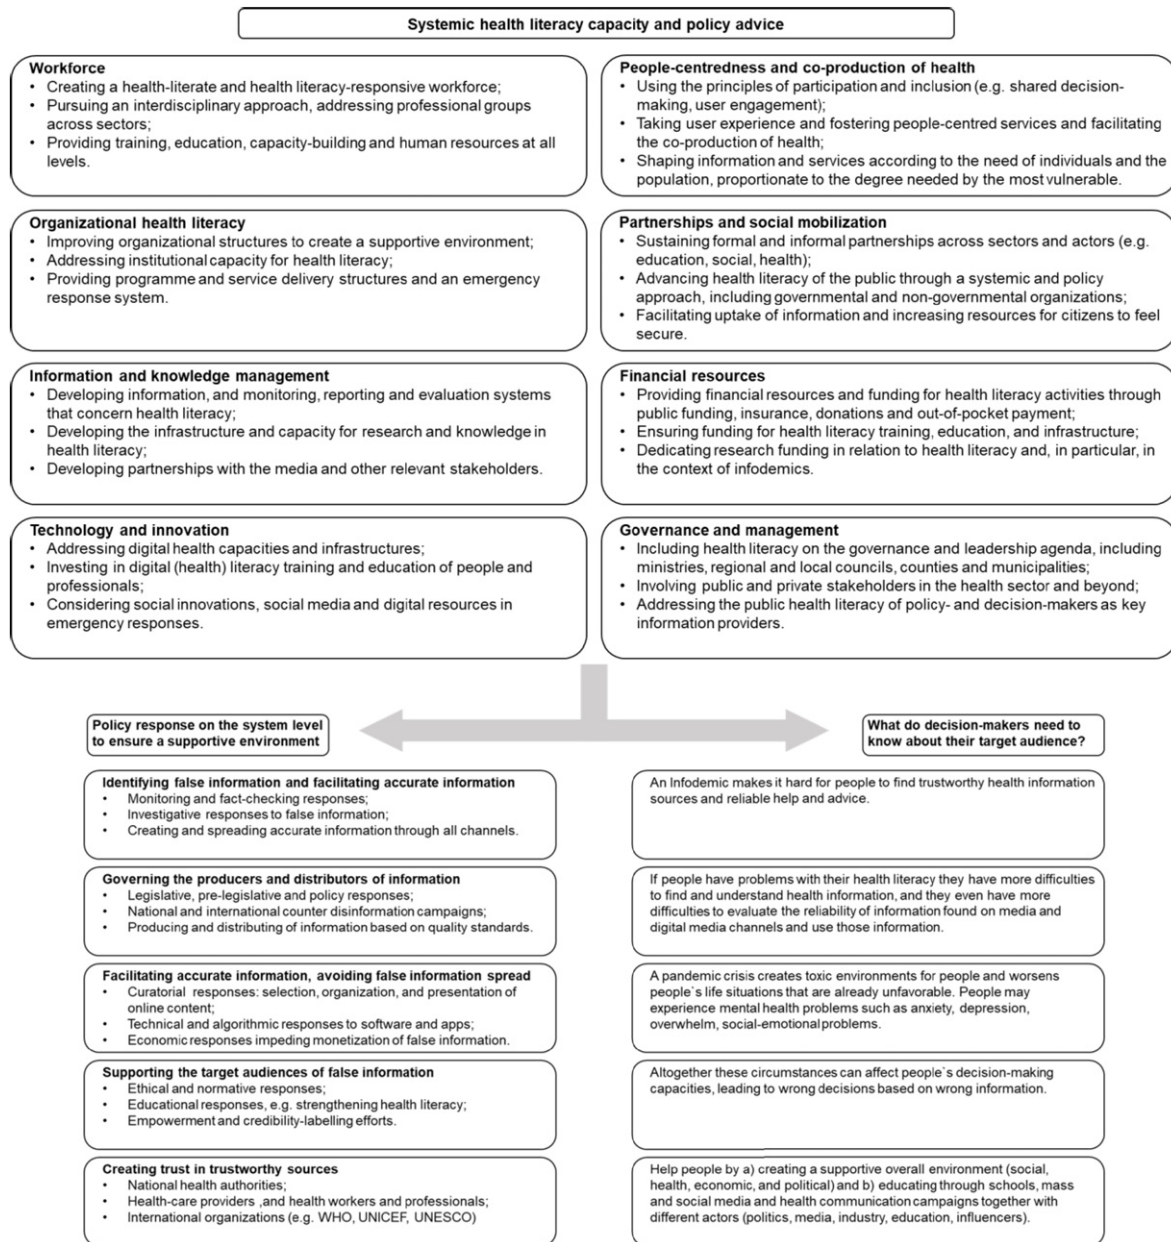 Systemic health literacy capacity and policy advice
Workforce
• Creating a health-literate and health literacy-responsive workforce;
• Pursuing an interdisciplinary approach, addressing professional groups
across sectors;
• Providing training, education, capacity-building and human resources at all
levels.
People-centredness and co-production of health
• Using the principles of participation and inclusion (e.g. shared decision-
making, user engagement);
• Taking user experience and fostering people-centred services and facilitating
the co-production of health;
• Shaping information and services according to the need of individuals and the
population, proportionate to the degree needed by the most vulnerable.
Organizational health literacy
• Improving organizational structures to create a supportive environment;
• Addressing institutional capacity for health literacy;
• Providing programme and service delivery structures and an emergency
response system.
Partnerships and social mobilization
• Sustaining formal and informal partnerships across sectors and actors (e.g.
education, social, health);
• Advancing health literacy of the public through a systemic and policy
approach, including governmental and non-governmental organizations;
• Facilitating uptake of information and increasing resources for citizens to feel
secure.
Information and knowledge management
• Developing information, and monitoring, reporting and evaluation systems
that concern health literacy;
• Developing the infrastructure and capacity for research and knowledge in
health literacy;
• Developing partnerships with the media and other relevant stakeholders.
Financial resources
• Providing financial resources and funding for health literacy activities through
public funding, insurance, donations and out-of-pocket payment;
• Ensuring funding for health literacy training, education, and infrastructure;
• Dedicating research funding in relation to health literacy and, in particular, in
the context of infodemics.
Technology and innovation
• Addressing digital health capacities and infrastructures;
• Investing in digital (health) literacy training and education of people and
professionals;
• Considering social innovations, social media and digital resources in
emergency responses.
Governance and management
• Including health literacy on the governance and leadership agenda, including
ministries, regional and local councils, counties and municipalities;
• Involving public and private stakeholders in the health sector and beyond;
• Addressing the public health literacy of policy- and decision-makers as key
information providers.
Policy response on the system level
to ensure a supportive environment
What do decision-makers need to
know about their target audience?
Identifying false information and facilitating accurate information
• Monitoring and fact-checking responses;
• Investigative responses to false information;
• Creating and spreading accurate information through all channels.
An Infodemic makes it hard for people to find trustworthy health information
sources and reliable help and advice.
Governing the producers and distributors of information
• Legislative, pre-legislative and policy responses;
• National and international counter disinformation campaigns;
• Producing and distributing of information based on quality standards.
If people have problems with their health literacy they have more difficulties
to find and understand health information, and they even have more
difficulties to evaluate the reliability of information found on media and
digital media channels and use those information.
Facilitating accurate information, avoiding false information spread
• Curatorial responses: selection, organization, and presentation of
online content;
• Technical and algorithmic responses to software and apps;
• Economic responses impeding monetization of false information.
A pandemic crisis creates toxic environments for people and worsens
people`s life situations that are already unfavorable. People may
experience mental health problems such as anxiety, depression,
overwhelm, social-emotional problems.
Supporting the target audiences of false information
• Ethical and normative responses;
• Educational responses, e.g. strengthening health literacy;
• Empowerment and credibility-labelling efforts.
Altogether these circumstances can affect people`s decision-making
capacities, leading to wrong decisions based on wrong information.
Creating trust in trustworthy sources
• National health authorities;
• Health-care providers ,and health workers and professionals;
• International organizations (e.g. WHO, UNICEF, UNESCO)
Help people by a) creating a supportive overall environment (social,
health, economic, and political) and b) educating through schools, mass
and social media and health communication campaigns together with
different actors (politics, media, industry, education, influencers).